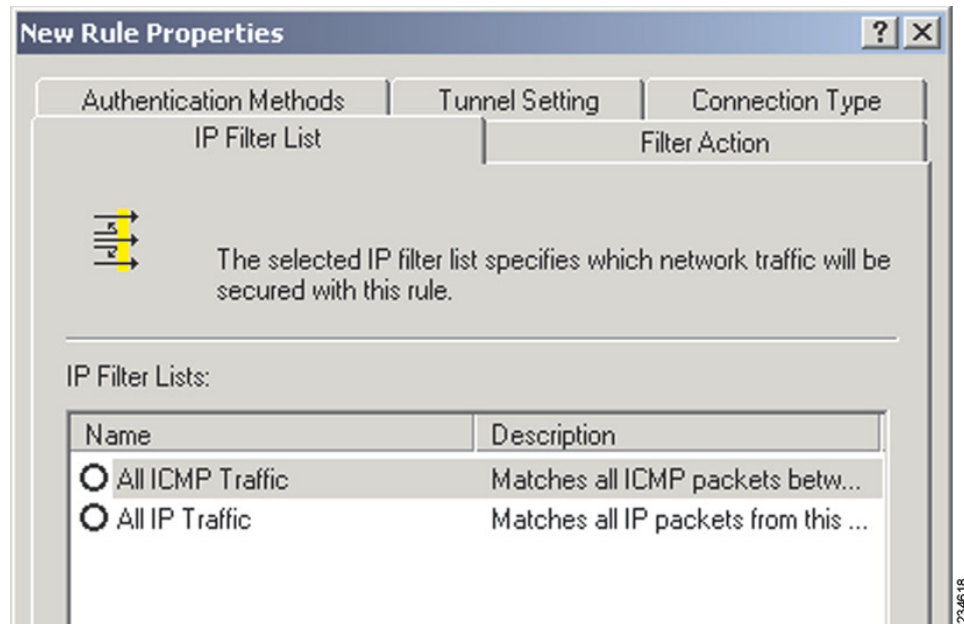 New Rule Properties
? X
Authentication Methods
Tunnel Setting
Connection Type
IP Filter List
Filter Action
The selected IP filter list specifies which network traffic will be
secured with this rule.
IP Filter Lists:
Name Description
All ICMP Traffic Matches all ICMP packets betw...
All IP Traffic Matches all IP packets from this ...
234618